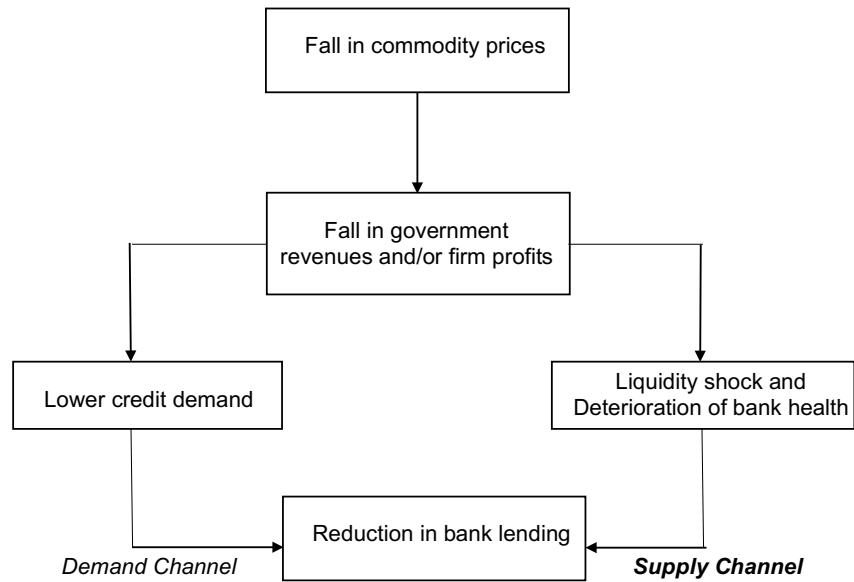 Fall in commodity prices
Fall in government
revenues and/or firm profits
Lower credit demand
Liquidity shock and
Deterioration of bank health
Reduction in bank lending
Demand Channel
Supply Channel